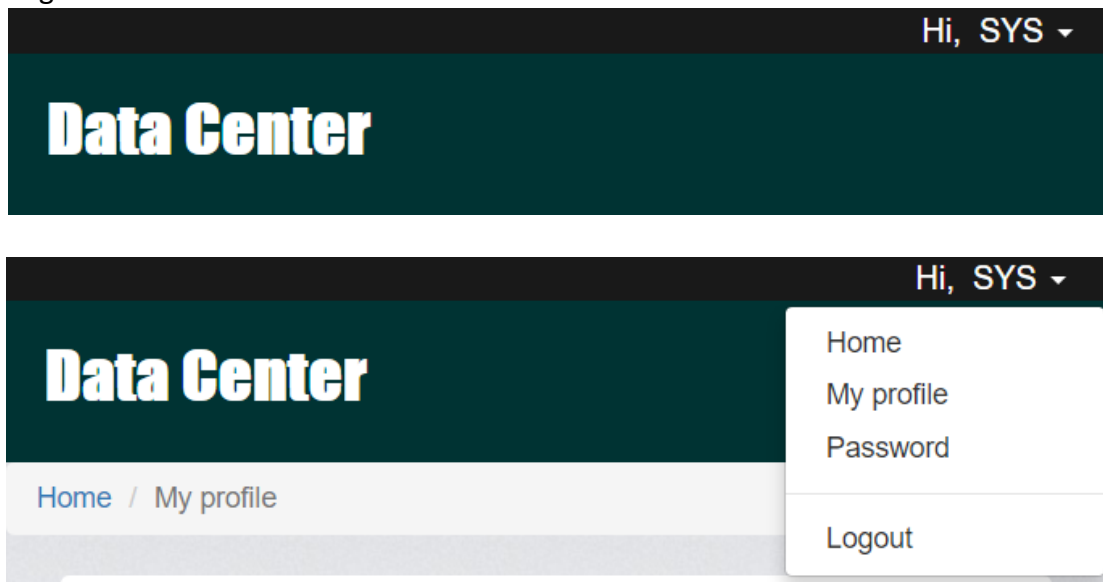 Hi, SYS
Data Center
Hi, SYS
Data Center
Home
My profile
Password
Home / My profile
Logout